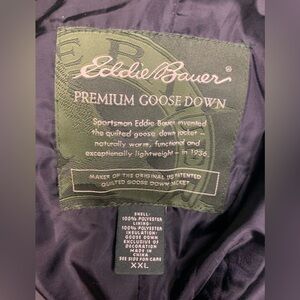 Eddie Bauer®
PREMIUM GOOSE DOWN
Sportsman Eddie Bauer invented
the quilted goose down jacket –
naturally warm, functional and
exceptionally lightweight – in 1936
MAKER OF THE ORIGINAL US PATENTED
QUILTED GOOSE DOWN JACKET
SHELL:
100% POLYESTER
LINING:
100% POLYESTER
INSULATION:
GOOSE DOWN
EXCLUSIVE OF
DECORATION
MADE IN
CHINA
SEE SIDE FOR CARE
XXL